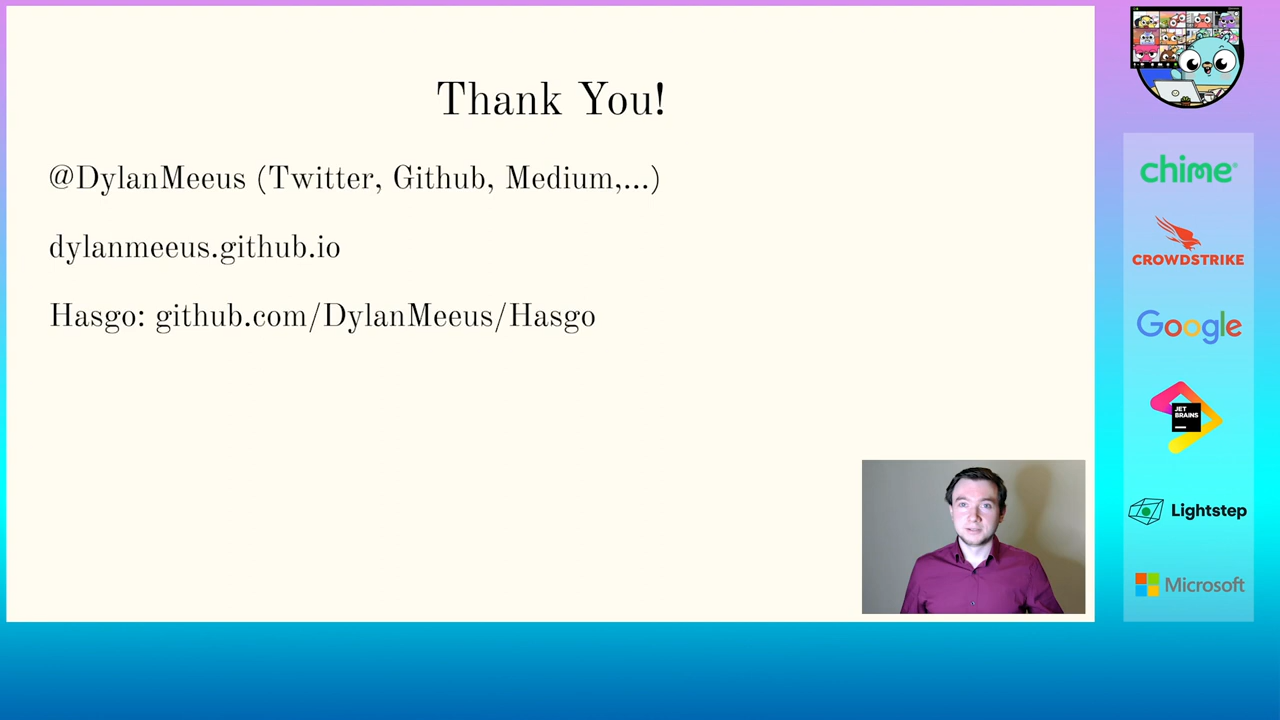 Thank You!
@DylanMeeus (Twitter, Github, Medium,...)
dylanmeeus.github.io
Hasgo: github.com/DylanMeeus/Hasgo
chime®
CROWDSTRIKE
Google
JET
BRAINS
Lightstep
Microsoft